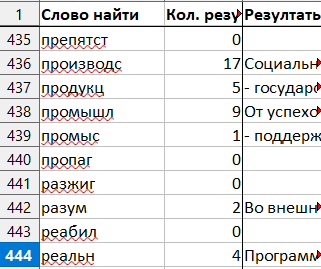 1 Слово найти Кол. резу Резултать
435 препятст 0
436 производс 17 Социальн
437 продукц 5 - государс
438 промышл 9 От успехо
439 промыс 1 - поддерж
440 пропаг 0
441 разжиг 0
442 разум 2 Во внешн
443 реабил 0
444 реальн 4 Программ